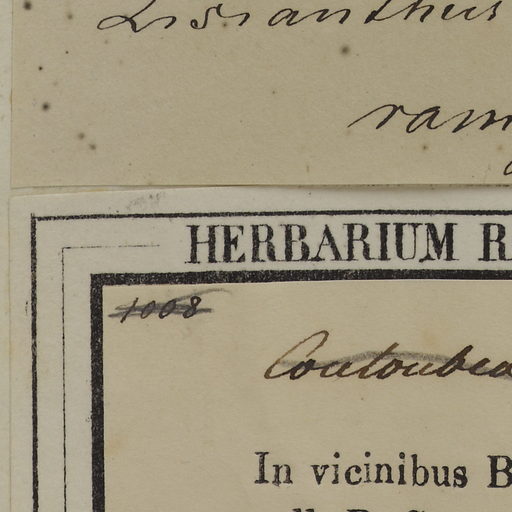 Lisianthus
ram
HERBARIUM R
1008
Coutoubea
In vicinibus B